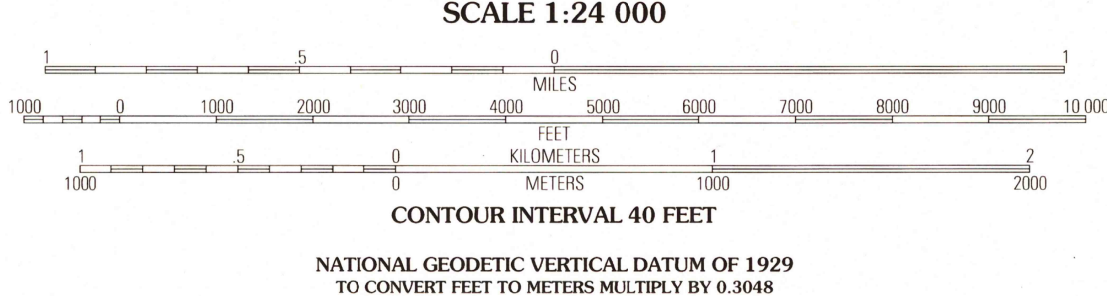 SCALE 1:24 000
1 .5 0 1
MILES
1000 0 1000 2000 3000 4000 5000 6000 7000 8000 9000 10 000
FEET
1 .5 0 KILOMETERS 1 2
1000 0 METERS 1000 2000
CONTOUR INTERVAL 40 FEET
NATIONAL GEODETIC VERTICAL DATUM OF 1929
TO CONVERT FEET TO METERS MULTIPLY BY 0.3048